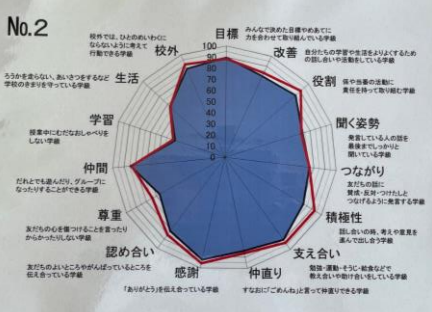 No.2
目標
みんなで決めた目標やめあてに
力を合わせて取り組んでいる学級
改善
自分たちの学習や生活をよりよくするため
の話し合いや活動をしている学級
役割
係や当番の活動に
責任を持って取り組む学級
聞く姿勢
発言している人の話を
最後までしっかりと
聞いている学級
つながり
友だちの話に
賛成・反対・つけたしと
つなげるように発言する学級
積極性
話し合いの時、考えや意見を
進んで出し合う学級
支え合い
勉強・運動・そうじ・給食などで
教え合いや助け合いをしている学級
仲直り
すなおに「ごめんね」と言って仲直りできる学級
感謝
「ありがとう」を伝え合っている学級
認め合い
友だちのよいところやがんばっているところを
伝え合っている学級
尊重
友だちの心を傷つけることを言ったり
からかったりしない学級
仲間
だれとでも遊んだり、グループに
なったりすることができる学級
学習
授業中にむだなおしゃべりを
しない学級
生活
ろうかを走らない、あいさつをするなど
学校のきまりを守っている学級
校外
校外では、ひとのめいわくに
ならないように考えて
行動できる学級
100
90
80
70
60
50
40
30
20
10
0